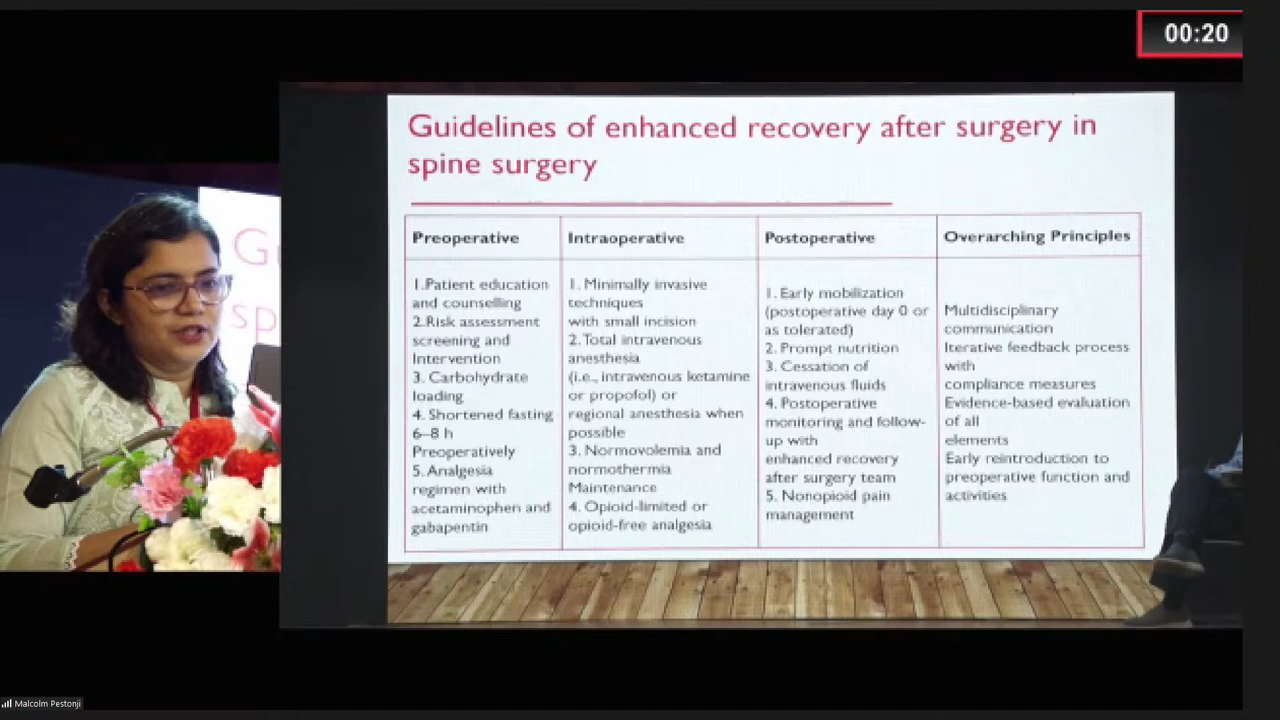 00:20
Guidelines of enhanced recovery after surgery in
spine surgery
Preoperative
1.Patient education
and counselling
2.Risk assessment
screening and
Intervention
3. Carbohydrate
loading
4. Shortened fasting
6–8 h
Preoperatively
5. Analgesia
regimen with
acetaminophen and
gabapentin
Intraoperative
1. Minimally invasive
techniques
with small incision
2. Total intravenous
anesthesia
(i.e., intravenous ketamine
or propofol) or
regional anesthesia when
possible
3. Normovolemia and
normothermia
Maintenance
4. Opioid-limited or
opioid-free analgesia
Postoperative
1. Early mobilization
(postoperative day 0 or
as tolerated)
2. Prompt nutrition
3. Cessation of
intravenous fluids
4. Postoperative
monitoring and follow-
up with
enhanced recovery
after surgery team
5. Nonopioid pain
management
Overarching Principles
Multidisciplinary
communication
Iterative feedback process
with
compliance measures
Evidence-based evaluation
of all
elements
Early reintroduction to
preoperative function and
activities
Gu
sp
Malcolm Pestonji